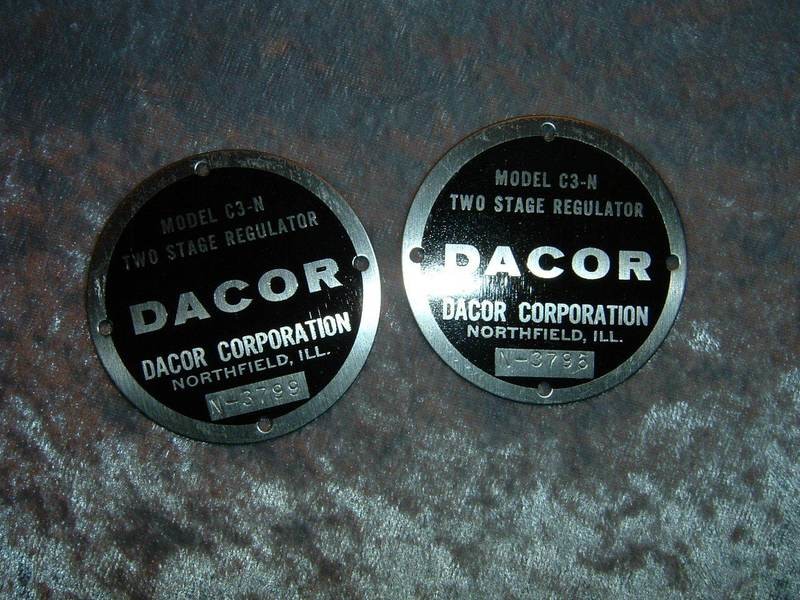 MODEL C3-N
TWO STAGE REGULATOR
DACOR
DACOR CORPORATION
NORTHFIELD, ILL.
N-3799
MODEL C3-N
TWO STAGE REGULATOR
DACOR
DACOR CORPORATION
NORTHFIELD, ILL.
N-3796